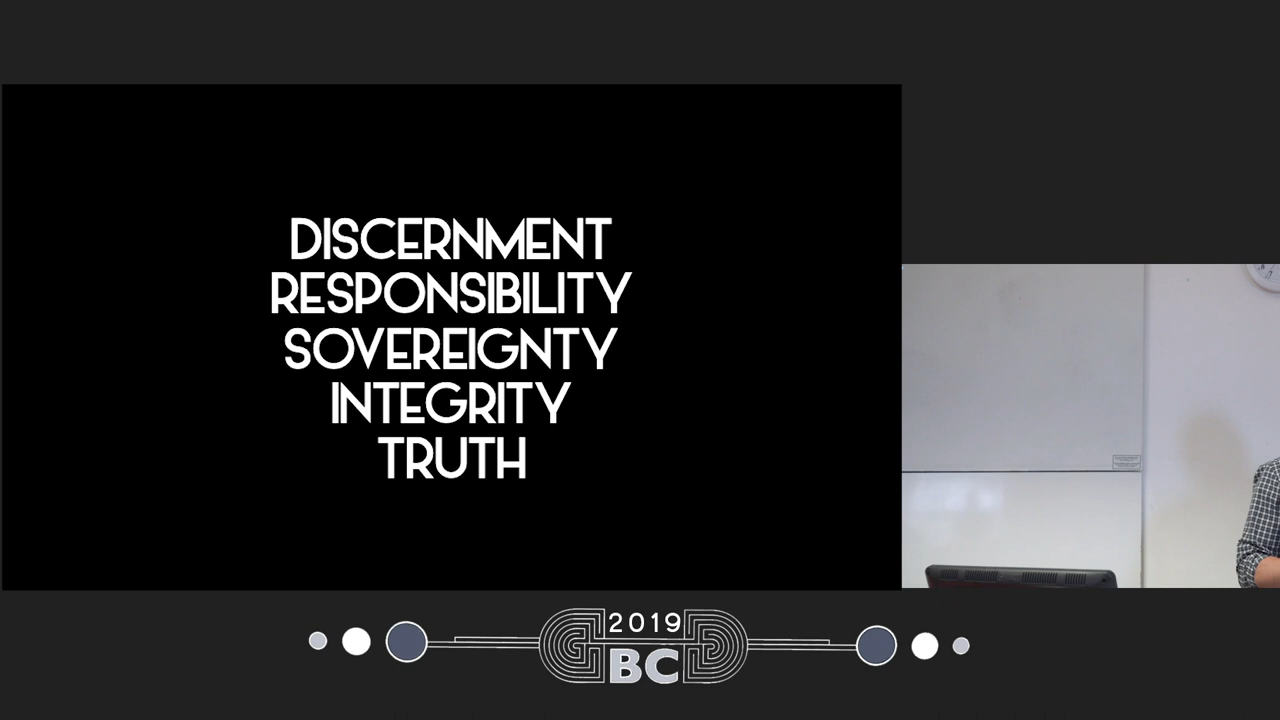 DISCERNMENT
RESPONSIBILITY
SOVEREIGNTY
INTEGRITY
TRUTH
2019
BC